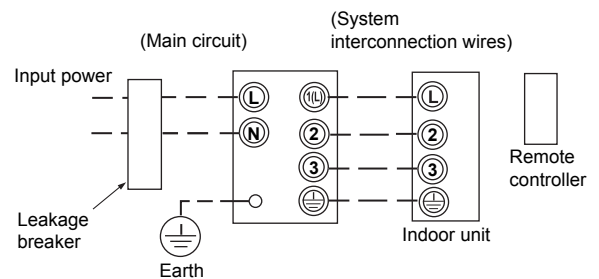 (Main circuit)
(System
interconnection wires)
Input power
L
N
1(L)
2
3
L
2
3
Remote
controller
Leakage
breaker
Earth
Indoor unit